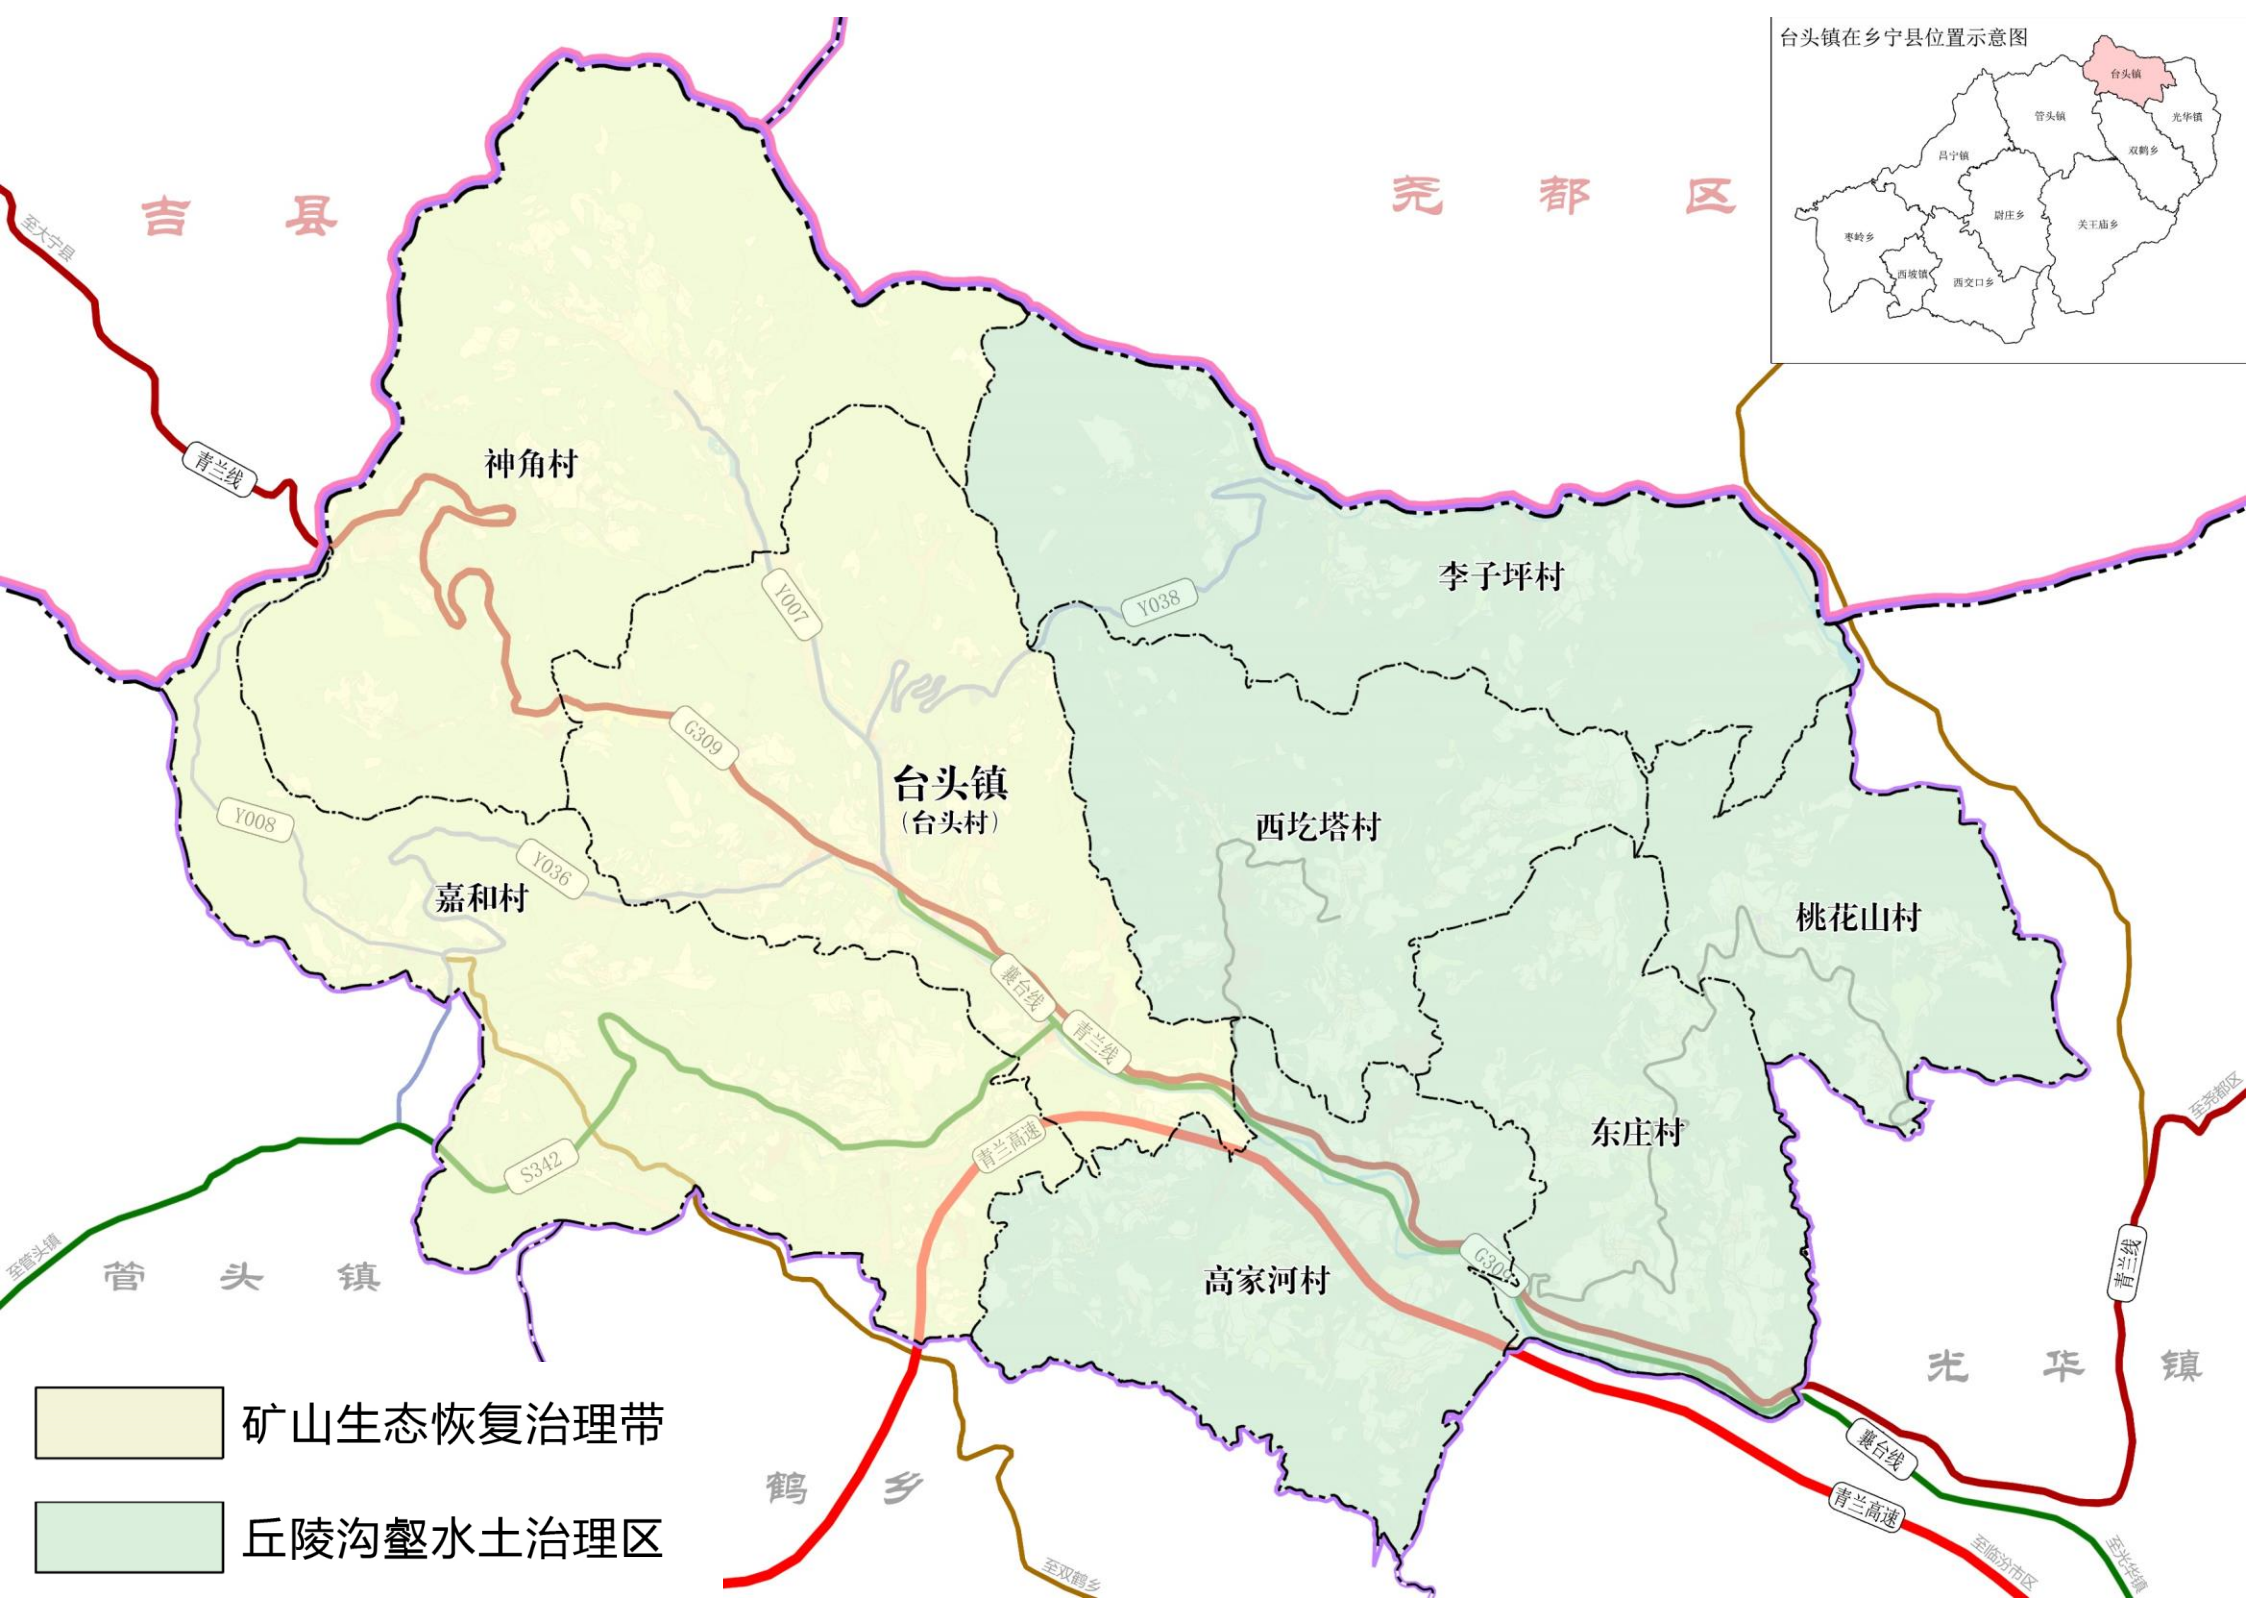 台头镇在乡宁县位置示意图
台头镇
管头镇
光华镇
双鹤乡
昌宁镇
尉庄乡
关王庙乡
枣岭乡
西坡镇
西交口乡
吉 县
尧 都 区
至大宁县
青兰线
神角村
Y007
Y038
李子坪村
G309
台头镇
(台头村)
西圪塔村
Y008
Y036
嘉和村
桃花山村
襄台线
青兰线
东庄村
青兰高速
S342
至尧都区
至管头镇
管 头 镇
高家河村
G309
青兰线
光 华 镇
矿山生态恢复治理带
鹤 乡
襄台线
青兰高速
丘陵沟壑水土治理区
至双鹤乡
至临汾市区
至光华镇